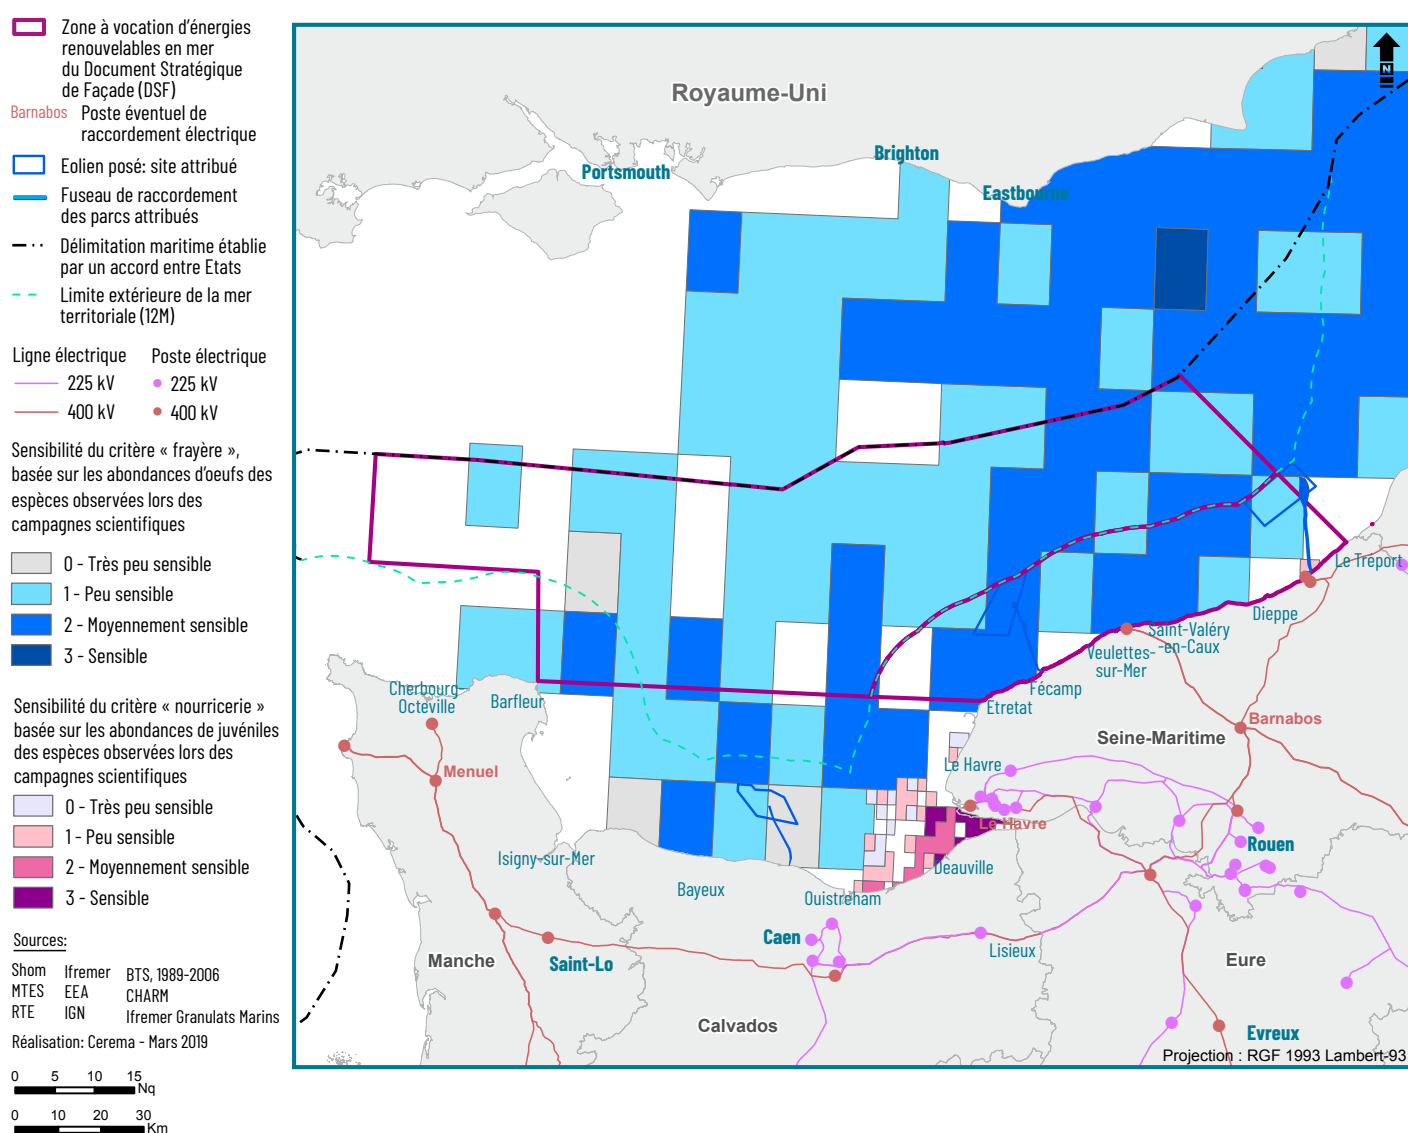 Zone à vocation d'énergies
renouvelables en mer
du Document Stratégique
de Façade (DSF)
Barnabos Poste éventuel de
raccordement électrique
Eolien posé: site attribué
Fuseau de raccordement
des parcs attribués
Délimitation maritime établie
par un accord entre Etats
Limite extérieure de la mer
territoriale (12M)
Ligne électrique Poste électrique
225 kV 225 kV
400 kV 400 kV
Sensibilité du critère « frayère »,
basée sur les abondances d'oeufs des
espèces observées lors des
campagnes scientifiques
0 - Très peu sensible
1 - Peu sensible
2 - Moyennement sensible
3 - Sensible
Sensibilité du critère « nourricerie »
basée sur les abondances de juvéniles
des espèces observées lors des
campagnes scientifiques
0 - Très peu sensible
1 - Peu sensible
2 - Moyennement sensible
3 - Sensible
Sources:
Shom Ifremer BTS, 1989-2006
MTES EEA CHARM
RTE IGN Ifremer Granulats Marins
Réalisation: Cerema - Mars 2019
0 5 10 15
Nq
0 10 20 30
Km
N
Royaume-Uni
Brighton
Portsmouth
Eastbourne
Le Treport
Dieppe
Saint-Valéry
-en-Caux
Veulettes-
sur-Mer
Fécamp
Etretat
Cherbourg-
Octeville
Barfleur
Barnabos
Seine-Maritime
Le Havre
Menuel
Le Havre
Rouen
Isigny-sur-Mer
Deauville
Bayeux
Ouistreham
Caen
Lisieux
Manche
Saint-Lo
Eure
Calvados
Evreux
Projection : RGF 1993 Lambert-93